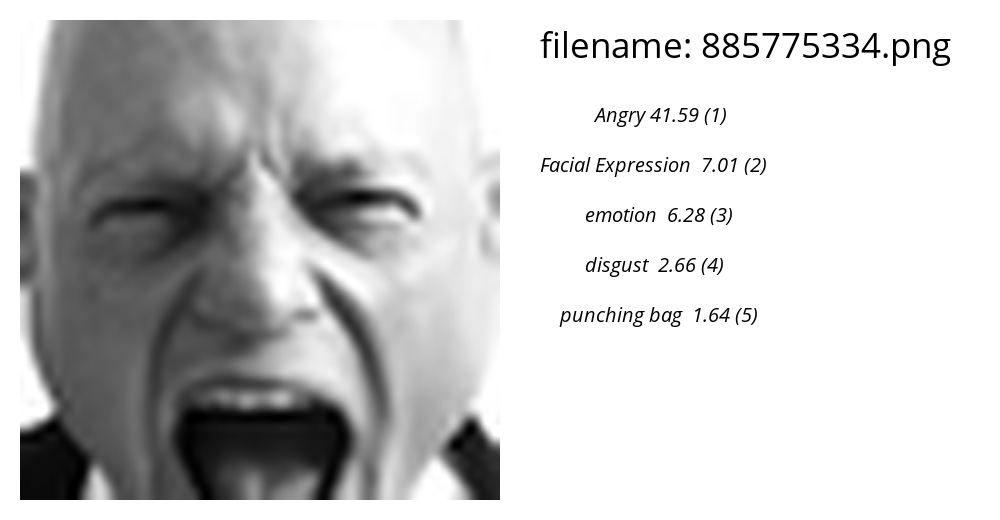 filename: 885775334.png
Angry 41.59 (1)
Facial Expression 7.01 (2)
emotion 6.28 (3)
disgust 2.66 (4)
punching bag 1.64 (5)